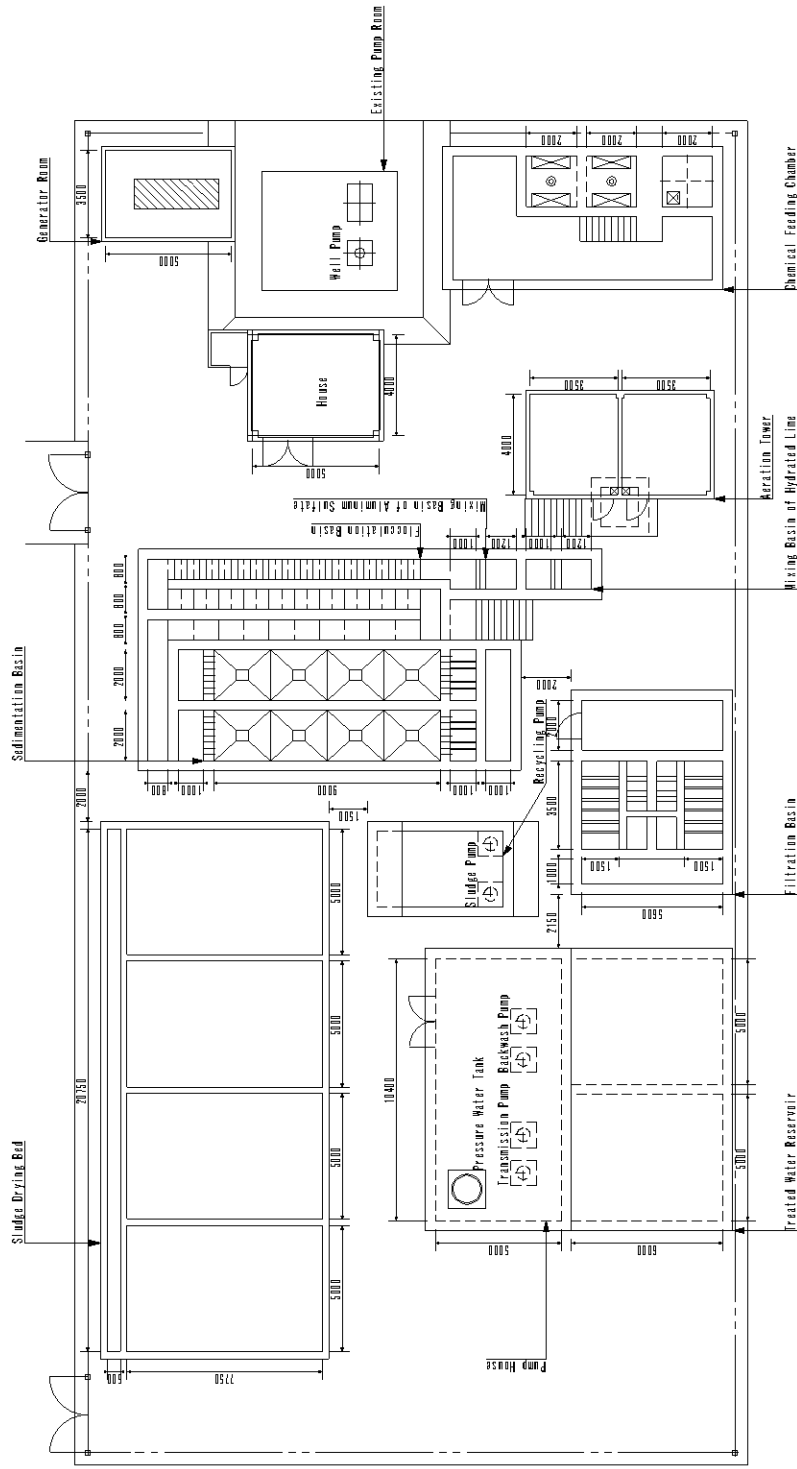 Generator Room
3500
5000
Existing Pump Room
Well Pump
2000
2000
2000
Chemical Feeding Chamber
House
4000
5000
3500
3500
4000
Aeration Tower
Mixing Basin of Aluminum Sulfate
Flocculation Basin
Mixing Basin of Hydrated Lime
1000
1200
1000
1200
800
800
800
2000
2000
Sedimentation Basin
800
1000
9000
1000
1000
2000
2000
1500
Recycling Pump
Sludge Pump
2000
3500
1000
1500
1500
5600
Filtration Basin
2150
20750
Sludge Drying Bed
5000
5000
5000
5000
600
7750
10400
Pressure Water Tank
Transmission Pump
Backwash Pump
5000
6000
5000
5000
Pump House
Treated Water Reservoir